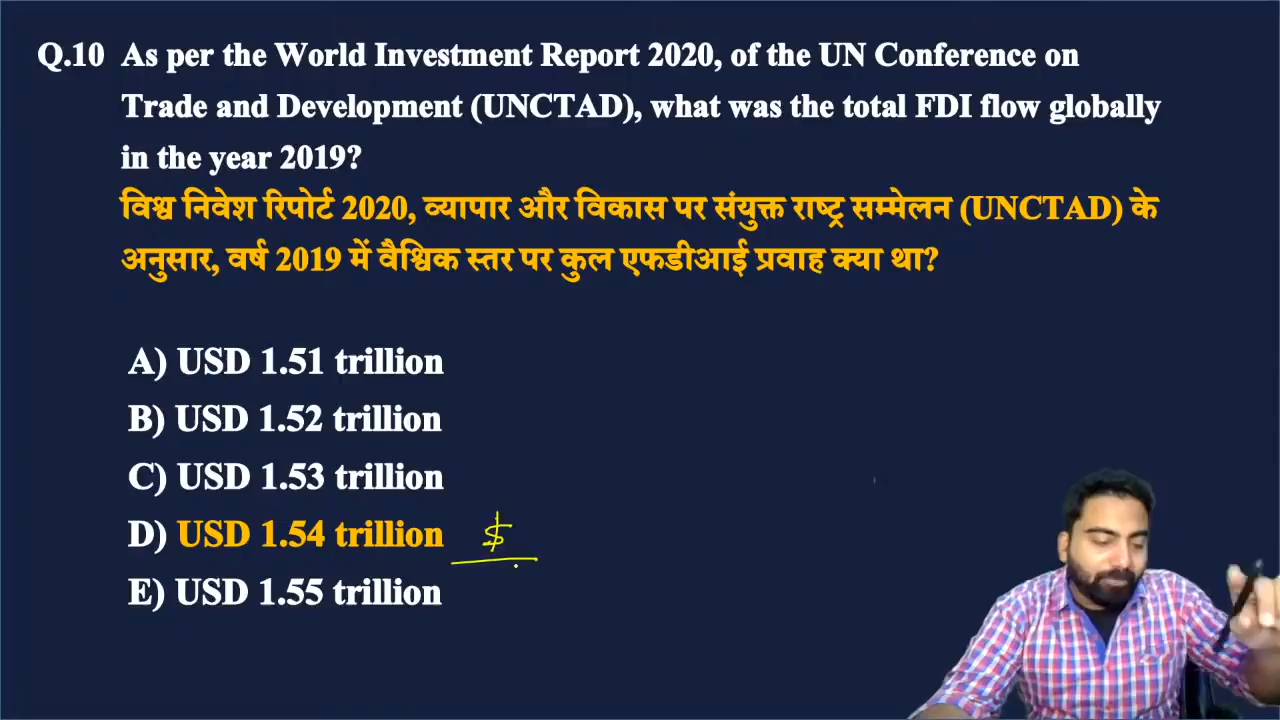 Q.10 As per the World Investment Report 2020, of the UN Conference on
Trade and Development (UNCTAD), what was the total FDI flow globally
in the year 2019?
विश्व निवेश रिपोर्ट 2020, व्यापार और विकास पर संयुक्त राष्ट्र सम्मेलन (UNCTAD) के
अनुसार, वर्ष 2019 में वैश्विक स्तर पर कुल एफडीआई प्रवाह क्या था?
A) USD 1.51 trillion
B) USD 1.52 trillion
C) USD 1.53 trillion
D) USD 1.54 trillion $
E) USD 1.55 trillion